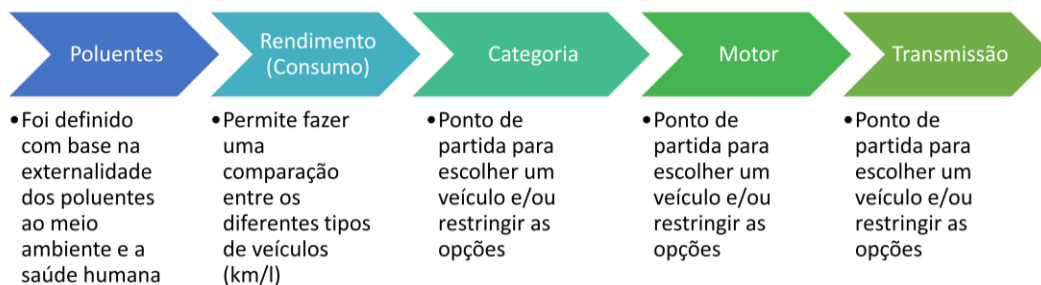 Poluentes
•Foi definido
com base na
externalidade
dos poluentes
ao meio
ambiente e a
saúde humana
Rendimento
(Consumo)
•Permite fazer
uma
comparação
entre os
diferentes tipos
de veículos
(km/l)
Categoria
•Ponto de
partida para
escolher um
veículo e/ou
restringir as
opções
Motor
•Ponto de
partida para
escolher um
veículo e/ou
restringir as
opções
Transmissão
•Ponto de
partida para
escolher um
veículo e/ou
restringir as
opções